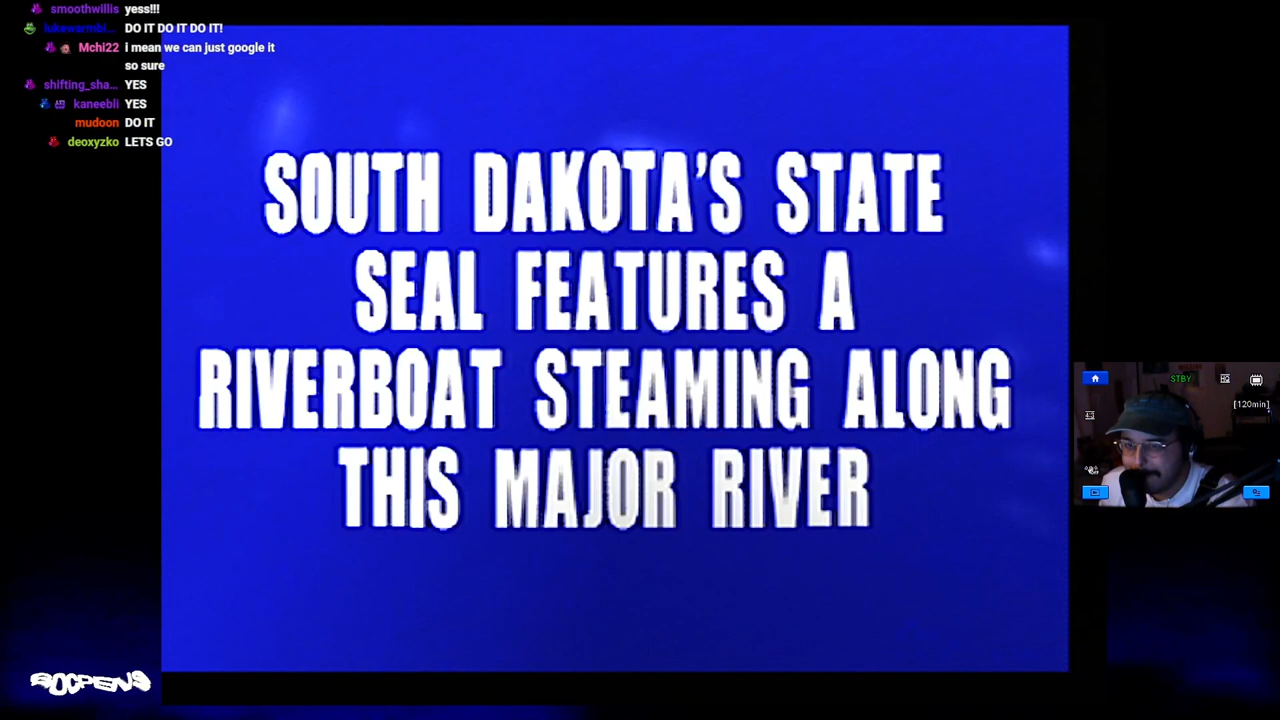 smoothwillis yess!!!
lukewarmbi... DO IT DO IT DO IT!
Mchi22 i mean we can just google it
so sure
shifting_sha... YES
kaneebli YES
mudoon DO IT
deoxyzko LETS GO
SOUTH DAKOTA'S STATE
SEAL FEATURES A
RIVERBOAT STEAMING ALONG
THIS MAJOR RIVER
STBY
[120min]